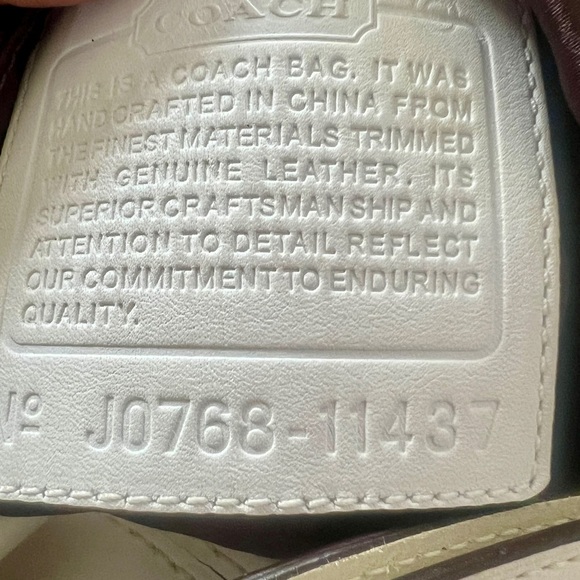 COACH
THIS IS A COACH BAG. IT WAS
HANDCRAFTED IN CHINA FROM
THE FINEST MATERIALS TRIMMED
WITH GENUINE LEATHER. ITS
SUPERIOR CRAFTSMANSHIP AND
ATTENTION TO DETAIL REFLECT
OUR COMMITMENT TO ENDURING
QUALITY.
Nº J0768-11437